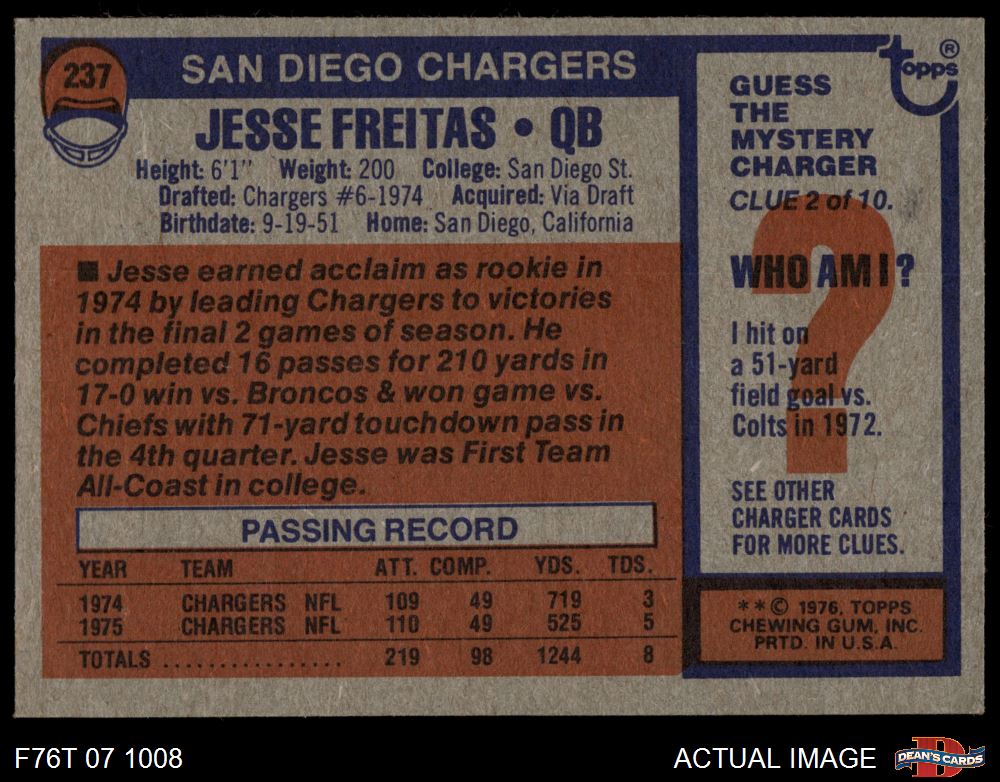 237
SAN DIEGO CHARGERS
JESSE FREITAS • QB
Height: 6'1" Weight: 200 College: San Diego St.
Drafted: Chargers #6-1974 Acquired: Via Draft
Birthdate: 9-19-51 Home: San Diego, California
■ Jesse earned acclaim as rookie in
1974 by leading Chargers to victories
in the final 2 games of season. He
completed 16 passes for 210 yards in
17-0 win vs. Broncos & won game vs.
Chiefs with 71-yard touchdown pass in
the 4th quarter. Jesse was First Team
All-Coast in college.
PASSING RECORD
YEAR TEAM ATT. COMP. YDS. TDS.
1974 CHARGERS NFL 109 49 719 3
1975 CHARGERS NFL 110 49 525 5
TOTALS ................ 219 98 1244 8
topps ®
GUESS
THE
MYSTERY
CHARGER
CLUE 2 of 10.
?
WHO AM I?
I hit on
a 51-yard
field goal vs.
Colts in 1972.
SEE OTHER
CHARGER CARDS
FOR MORE CLUES.
* * © 1976, TOPPS
CHEWING GUM, INC.
PRTD. IN U.S.A.
F76T 07 1008
ACTUAL IMAGE
D
DEAN'S CARDS